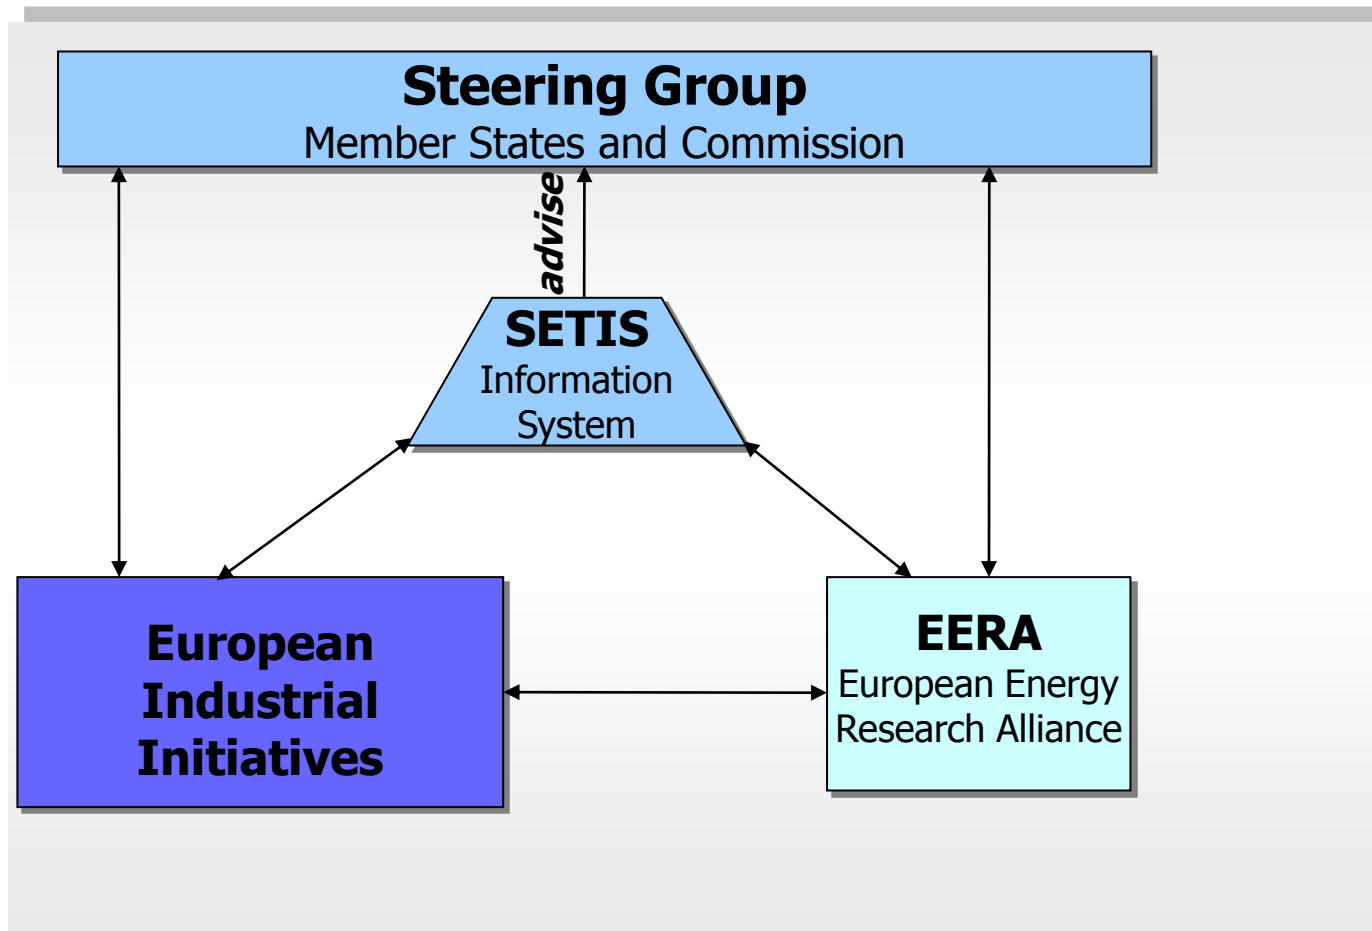 Steering Group
Member States and Commission
advise
SETIS
Information
System
European
Industrial
Initiatives
EERA
European Energy
Research Alliance